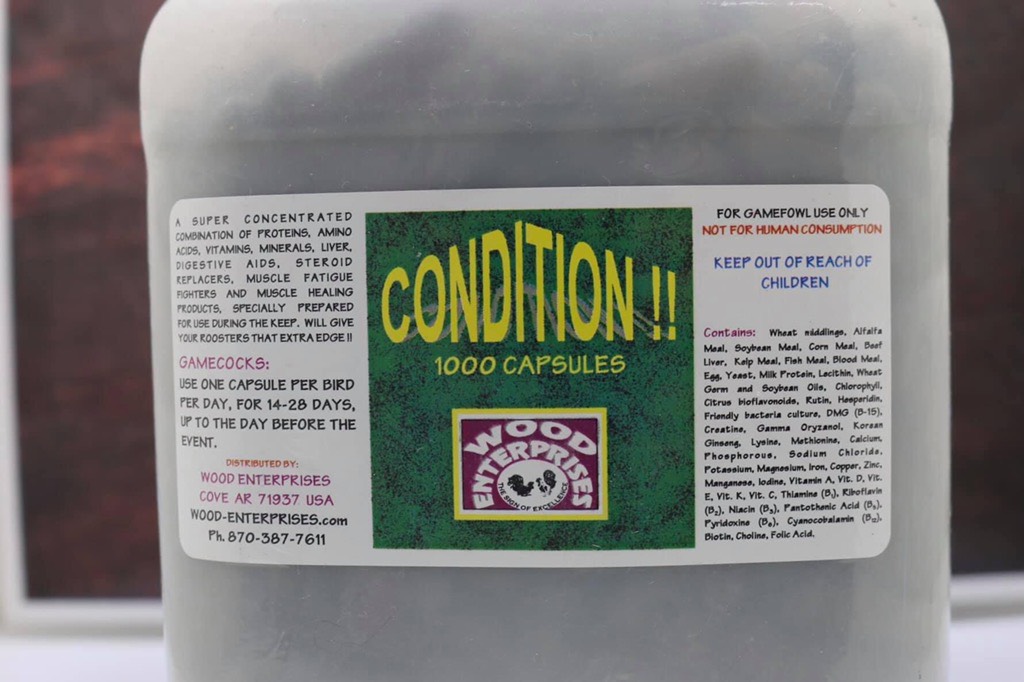 A SUPER CONCENTRATED
COMBINATION OF PROTEINS, AMINO
ACIDS, VITAMINS, MINERALS, LIVER,
DIGESTIVE AIDS, STEROID
REPLACERS, MUSCLE FATIGUE
FIGHTERS AND MUSCLE HEALING
PRODUCTS, SPECIALLY PREPARED
FOR USE DURING THE KEEP. WILL GIVE
YOUR ROOSTERS THAT EXTRA EDGE !!
GAMECOCKS:
USE ONE CAPSULE PER BIRD
PER DAY, FOR 14-28 DAYS,
UP TO THE DAY BEFORE THE
EVENT.
DISTRIBUTED BY:
WOOD ENTERPRISES
COVE AR 71937 USA
WOOD-ENTERPRISES.com
Ph. 870-387-7611
CONDITION !!
1000 CAPSULES
WOOD
ENTERPRISES
THE SIGN OF EXCELLENCE
FOR GAMEFOWL USE ONLY
NOT FOR HUMAN CONSUMPTION
KEEP OUT OF REACH OF
CHILDREN
Contains: Wheat middlings, Alfalfa
Meal, Soybean Meal, Corn Meal, Beef
Liver, Kelp Meal, Fish Meal, Blood Meal,
Egg, Yeast, Milk Protein, Lecithin, Wheat
Germ and Soybean Oils, Chlorophyll,
Citrus bioflavonoids, Rutin, Hesperidin,
Friendly bacteria culture, DMG (B-15),
Creatine, Gamma Oryzanol, Korean
Ginseng, Lysine, Methionine, Calcium,
Phosphorous, Sodium Chloride,
Potassium, Magnesium, Iron, Copper, Zinc,
Manganese, Iodine, Vitamin A, Vit. D, Vit.
E, Vit. K, Vit. C, Thiamine (B₁), Riboflavin
(B₂), Niacin (B₃), Pantothenic Acid (B₅),
Pyridoxine (B₆), Cyanocobalamin (B₁₂),
Biotin, Choline, Folic Acid.